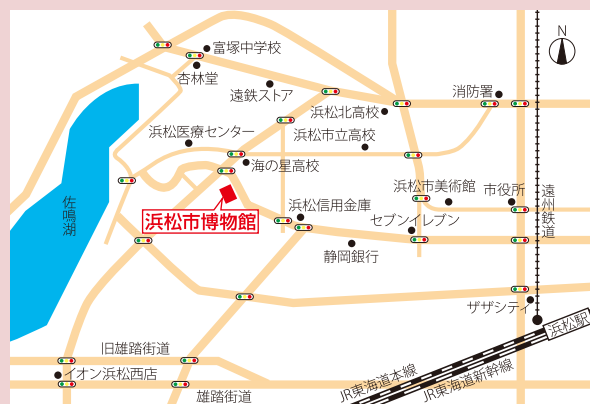 富塚中学校
N
杏林堂
遠鉄ストア
消防署
浜松北高校
浜松医療センター
浜松市立高校
海の星高校
浜松市美術館
市役所
遠州鉄道
佐鳴湖
浜松市博物館
浜松信用金庫
セブンイレブン
静岡銀行
ザザシティ
浜松駅
旧雄踏街道
イオン浜松西店
JR東海道本線
JR東海道新幹線
雄踏街道